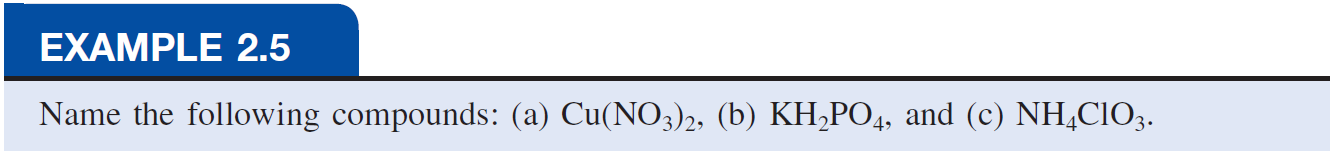 EXAMPLE 2.5
Name the following compounds: (a) Cu(NO₃)₂, (b) KH₂PO₄, and (c) NH₄ClO₃.